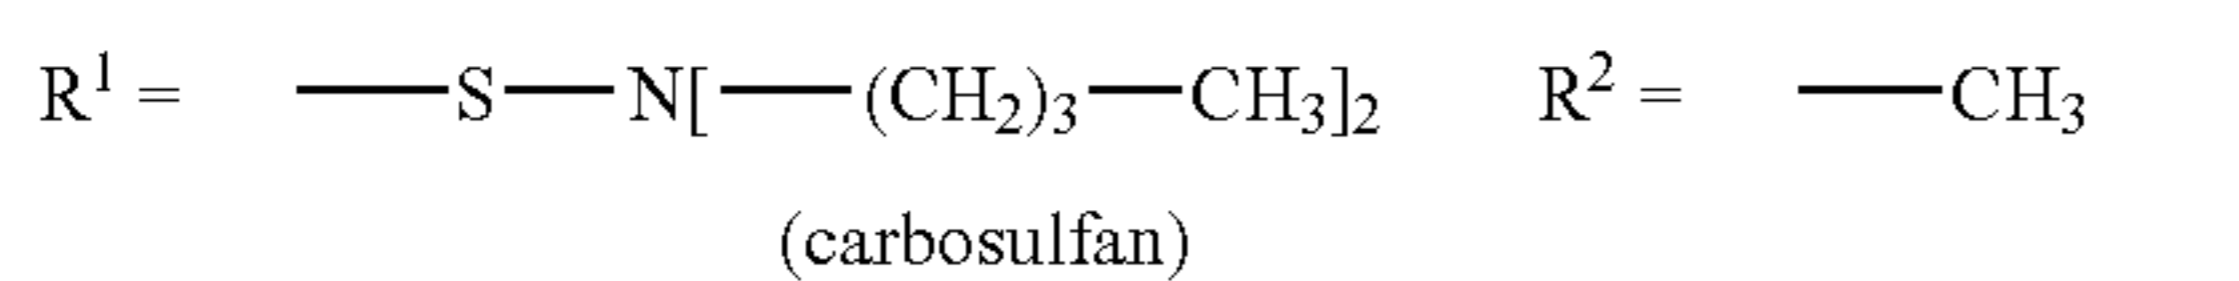 R¹ = —S—N[—(CH₂)₃—CH₃]₂ R² = —CH₃
(carbosulfan)